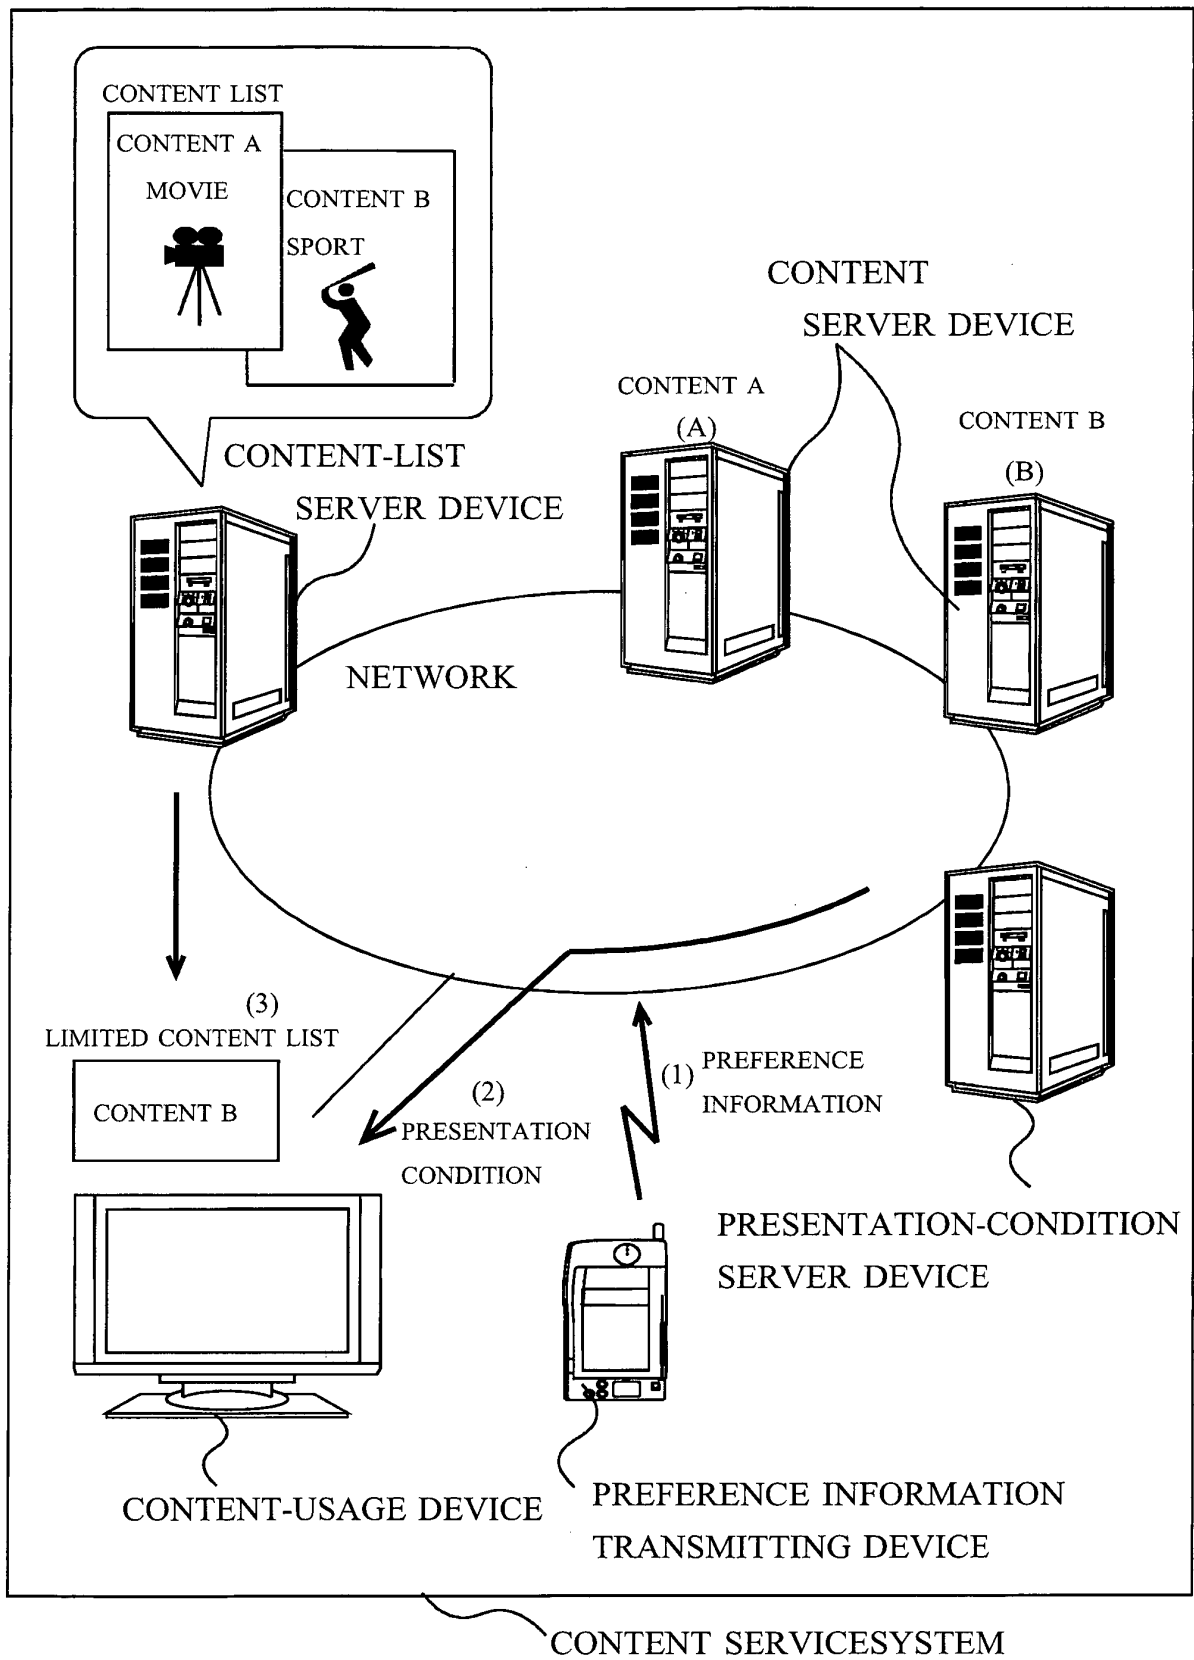 CONTENT LIST
CONTENT A
MOVIE
CONTENT B
SPORT
CONTENT
SERVER DEVICE
CONTENT A
(A)
CONTENT B
(B)
CONTENT-LIST
SERVER DEVICE
NETWORK
(3)
LIMITED CONTENT LIST
CONTENT B
(2)
PRESENTATION
CONDITION
(1)
PREFERENCE
INFORMATION
PRESENTATION-CONDITION
SERVER DEVICE
CONTENT-USAGE DEVICE
PREFERENCE INFORMATION
TRANSMITTING DEVICE
CONTENT SERVICESYSTEM